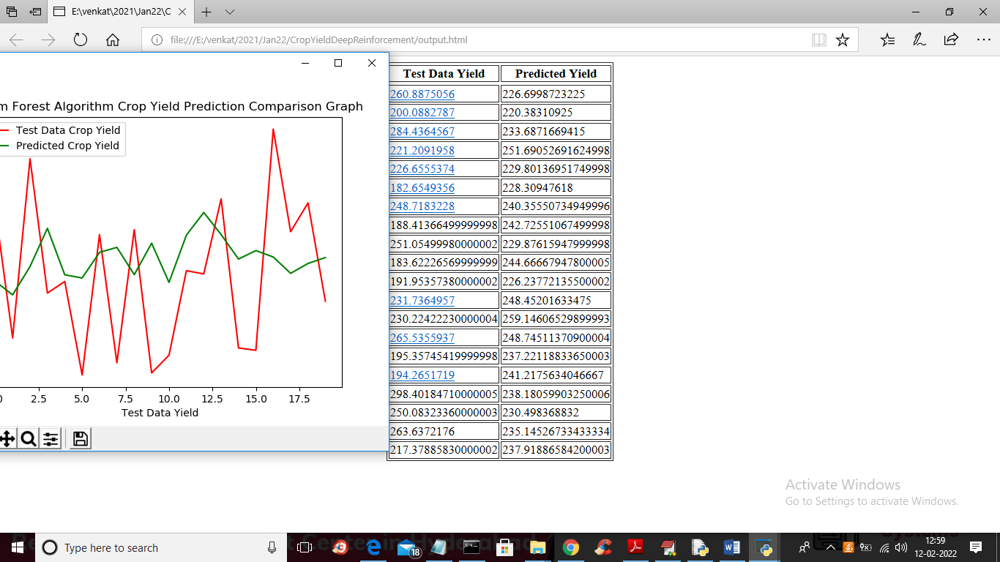 E:\venkat\2021\Jan22\C
file:///E:/venkat/2021/Jan22/CropYieldDeepReinforcement/output.html
m Forest Algorithm Crop Yield Prediction Comparison Graph
Test Data Crop Yield
Predicted Crop Yield
0 2.5 5.0 7.5 10.0 12.5 15.0 17.5
Test Data Yield
Test Data Yield Predicted Yield
260.8875056 226.6998723225
200.0882787 220.38310925
284.4364567 233.6871669415
221.2091958 251.69052691624998
226.6555374 229.80136951749998
182.6549356 228.30947618
248.7183228 240.35550734949996
188.41366499999998 242.72551067499998
251.05499980000002 229.87615947999998
183.62226569999999 244.66667947800005
191.95357380000002 226.23772135500002
231.7364957 248.45201633475
230.22422230000004 259.14606529899993
265.5355937 248.74511370900004
195.35745419999998 237.22118833650003
194.2651719 241.2175634046667
298.40184710000005 238.18059903250006
250.08323360000003 230.498368832
263.6372176 235.14526733433334
217.37885830000002 237.91886584200003
Activate Windows
Go to Settings to activate Windows.
Type here to search
18
12:59
12-02-2022